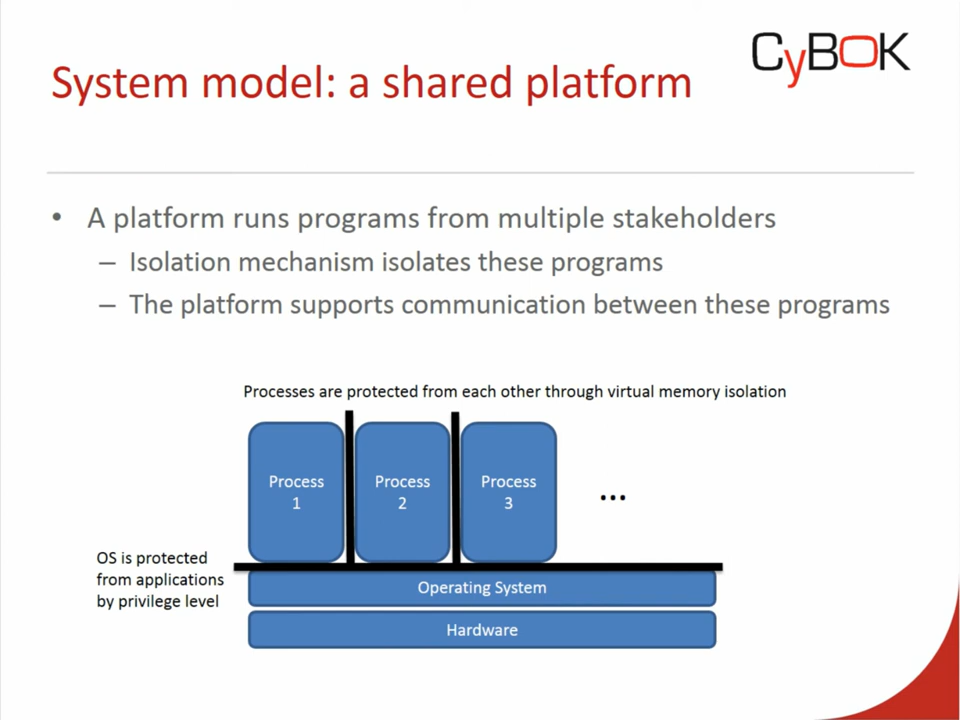 CyBOK
System model: a shared platform
• A platform runs programs from multiple stakeholders
– Isolation mechanism isolates these programs
– The platform supports communication between these programs
Processes are protected from each other through virtual memory isolation
Process
1
Process
2
Process
3
...
OS is protected
from applications
by privilege level
Operating System
Hardware